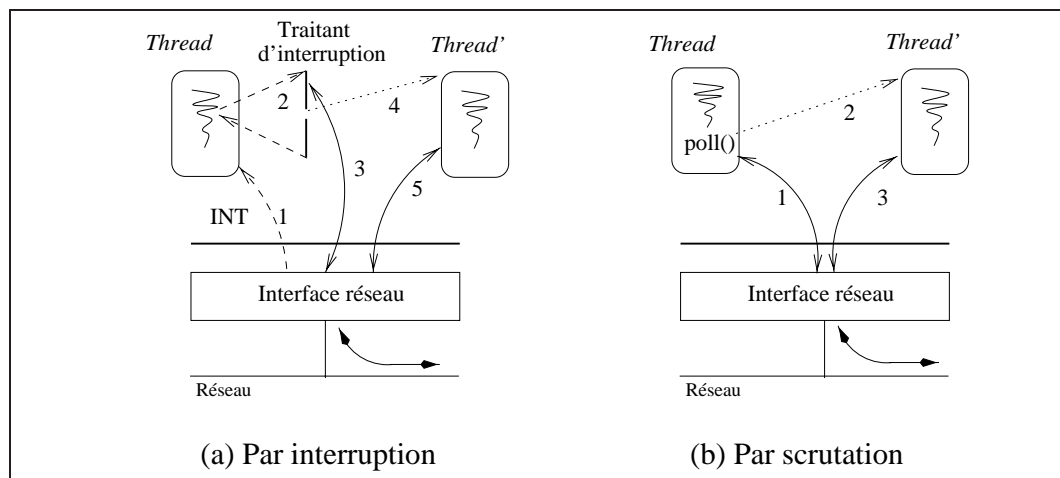 Thread
Traitant
d'interruption
Thread'
2
4
3
5
INT
1
Interface réseau
Réseau
(a) Par interruption
Thread
Thread'
poll()
2
1
3
Interface réseau
Réseau
(b) Par scrutation